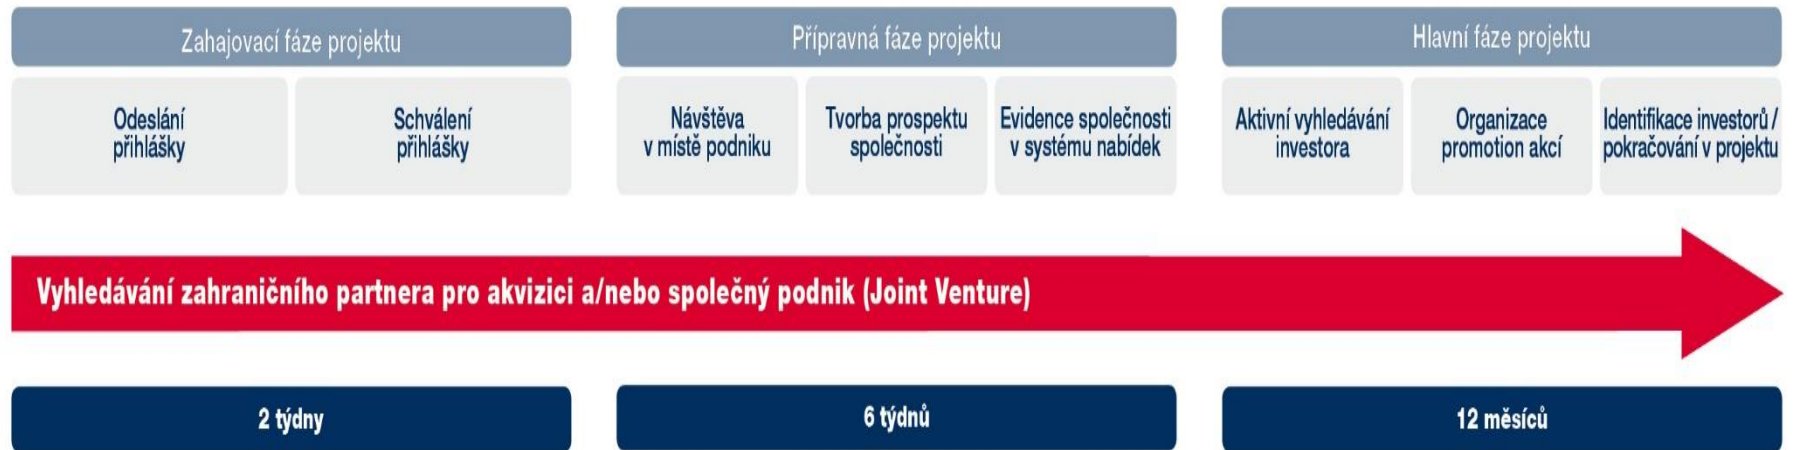 Zahajovací fáze projektu
Odeslání
přihlášky
Schválení
přihlášky
Přípravná fáze projektu
Návštěva
v místě podniku
Tvorba prospektu
společnosti
Evidence společnosti
v systému nabídek
Hlavní fáze projektu
Aktivní vyhledávání
investora
Organizace
promotion akcí
Identifikace investorů /
pokračování v projektu
Vyhledávání zahraničního partnera pro akvizici a/nebo společný podnik (Joint Venture)
2 týdny
6 týdnů
12 měsíců